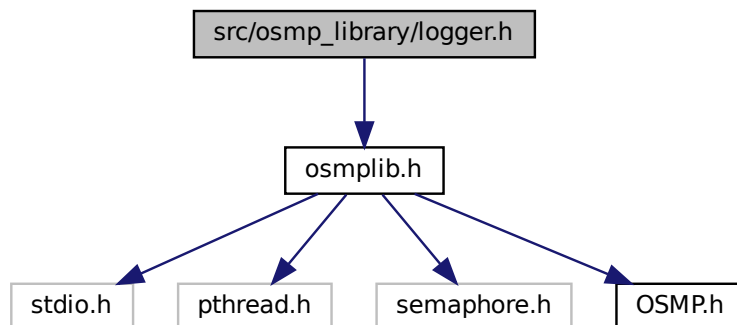 src/osmp_library/logger.h
osmplib.h
stdio.h
pthread.h
semaphore.h
OSMP.h